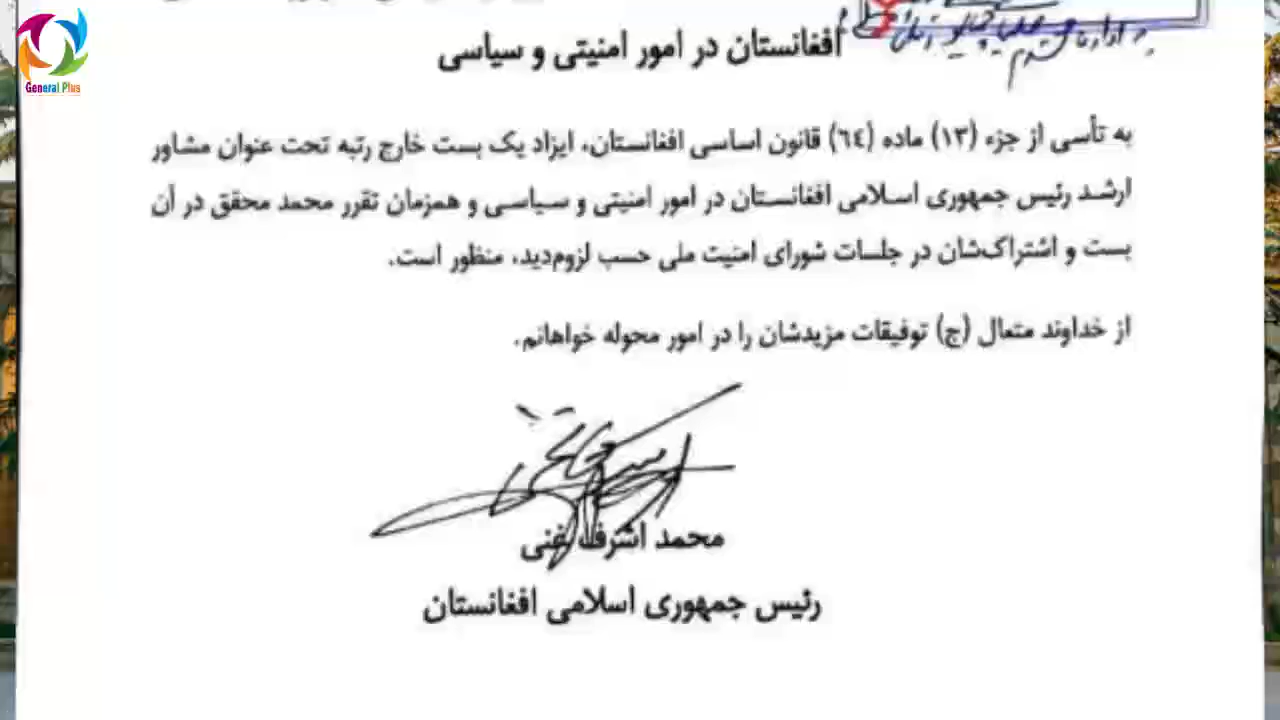 General Plus
افغانستان در امور امنیتی و سیاسی
به تأسی از جزء (١٣) ماده (٦٤) قانون اساسی افغانستان، ایزاد یک بست خارج رتبه تحت عنوان مشاور
ارشد رئیس جمهوری اسلامی افغانستان در امور امنیتی و سیاسی و همزمان تقرر محمد محقق در آن
بست و اشتراک‌شان در جلسات شورای امنیت ملی حسب لزوم‌دید، منظور است.
از خداوند متعال (ج) توفیقات مزیدشان را در امور محوله خواهانم.
محمد اشرف غنی
رئیس جمهوری اسلامی افغانستان